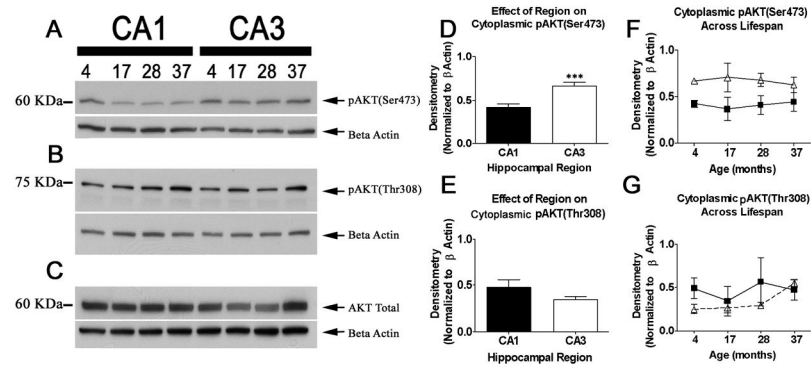 A
CA1 CA3
4 17 28 37 4 17 28 37
60 KDa
pAKT(Ser473)
Beta Actin
B
75 KDa
pAKT(Thr308)
Beta Actin
C
60 KDa
AKT Total
Beta Actin
D
Effect of Region on
Cytoplasmic pAKT(Ser473)
Densitometry
(Normalized to β Actin)
1.0
0.5
0.0
***
CA1 CA3
Hippocampal Region
E
Effect of Region on
Cytoplasmic pAKT(Thr308)
Densitometry
(Normalized to β Actin)
1.0
0.5
0.0
CA1 CA3
Hippocampal Region
F
Cytoplasmic pAKT(Ser473)
Across Lifespan
Densitometry
(Normalized to β Actin)
1.0
0.5
0.0
4 17 28 37
Age (months)
G
Cytoplasmic pAKT(Thr308)
Across Lifespan
Densitometry
(Normalized to β Actin)
1.0
0.5
0.0
4 17 28 37
Age (months)